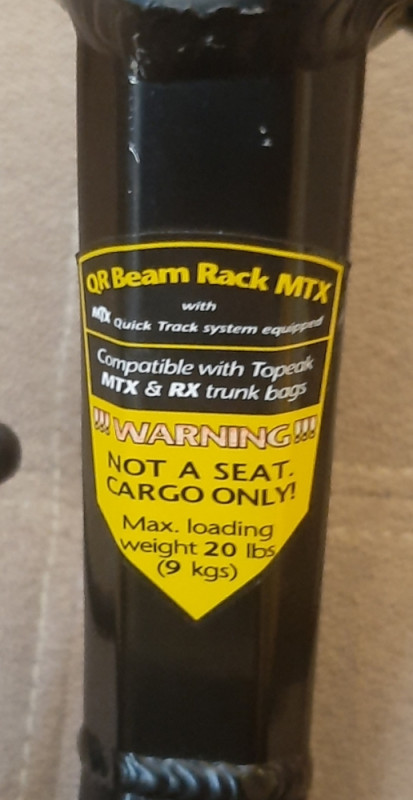 QR Beam Rack MTX
with
MTX Quick Track system equipped
Compatible with Topeak
MTX & RX trunk bags
!!! WARNING !!!
NOT A SEAT.
CARGO ONLY!
Max. loading
weight 20 lbs
(9 kgs)